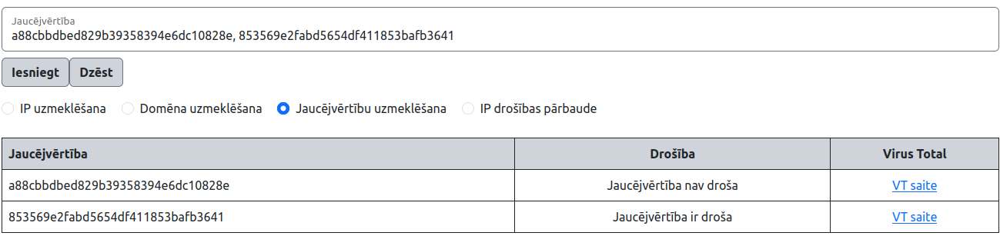 Jaucējvērtība
a88cbbdbed829b39358394e6dc10828e, 853569e2fabd5654df411853bafb3641
Iesniegt Dzēst
IP uzmeklēšana Domēna uzmeklēšana Jaucējvērtību uzmeklēšana IP drošības pārbaude
Jaucējvērtība Drošība Virus Total
a88cbbdbed829b39358394e6dc10828e Jaucējvērtība nav droša VT saite
853569e2fabd5654df411853bafb3641 Jaucējvērtība ir droša VT saite